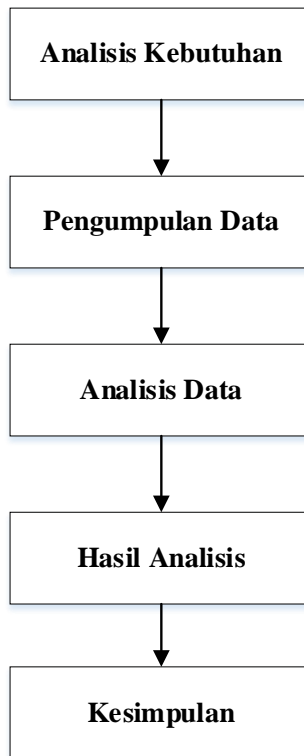 Analisis Kebutuhan
Pengumpulan Data
Analisis Data
Hasil Analisis
Kesimpulan